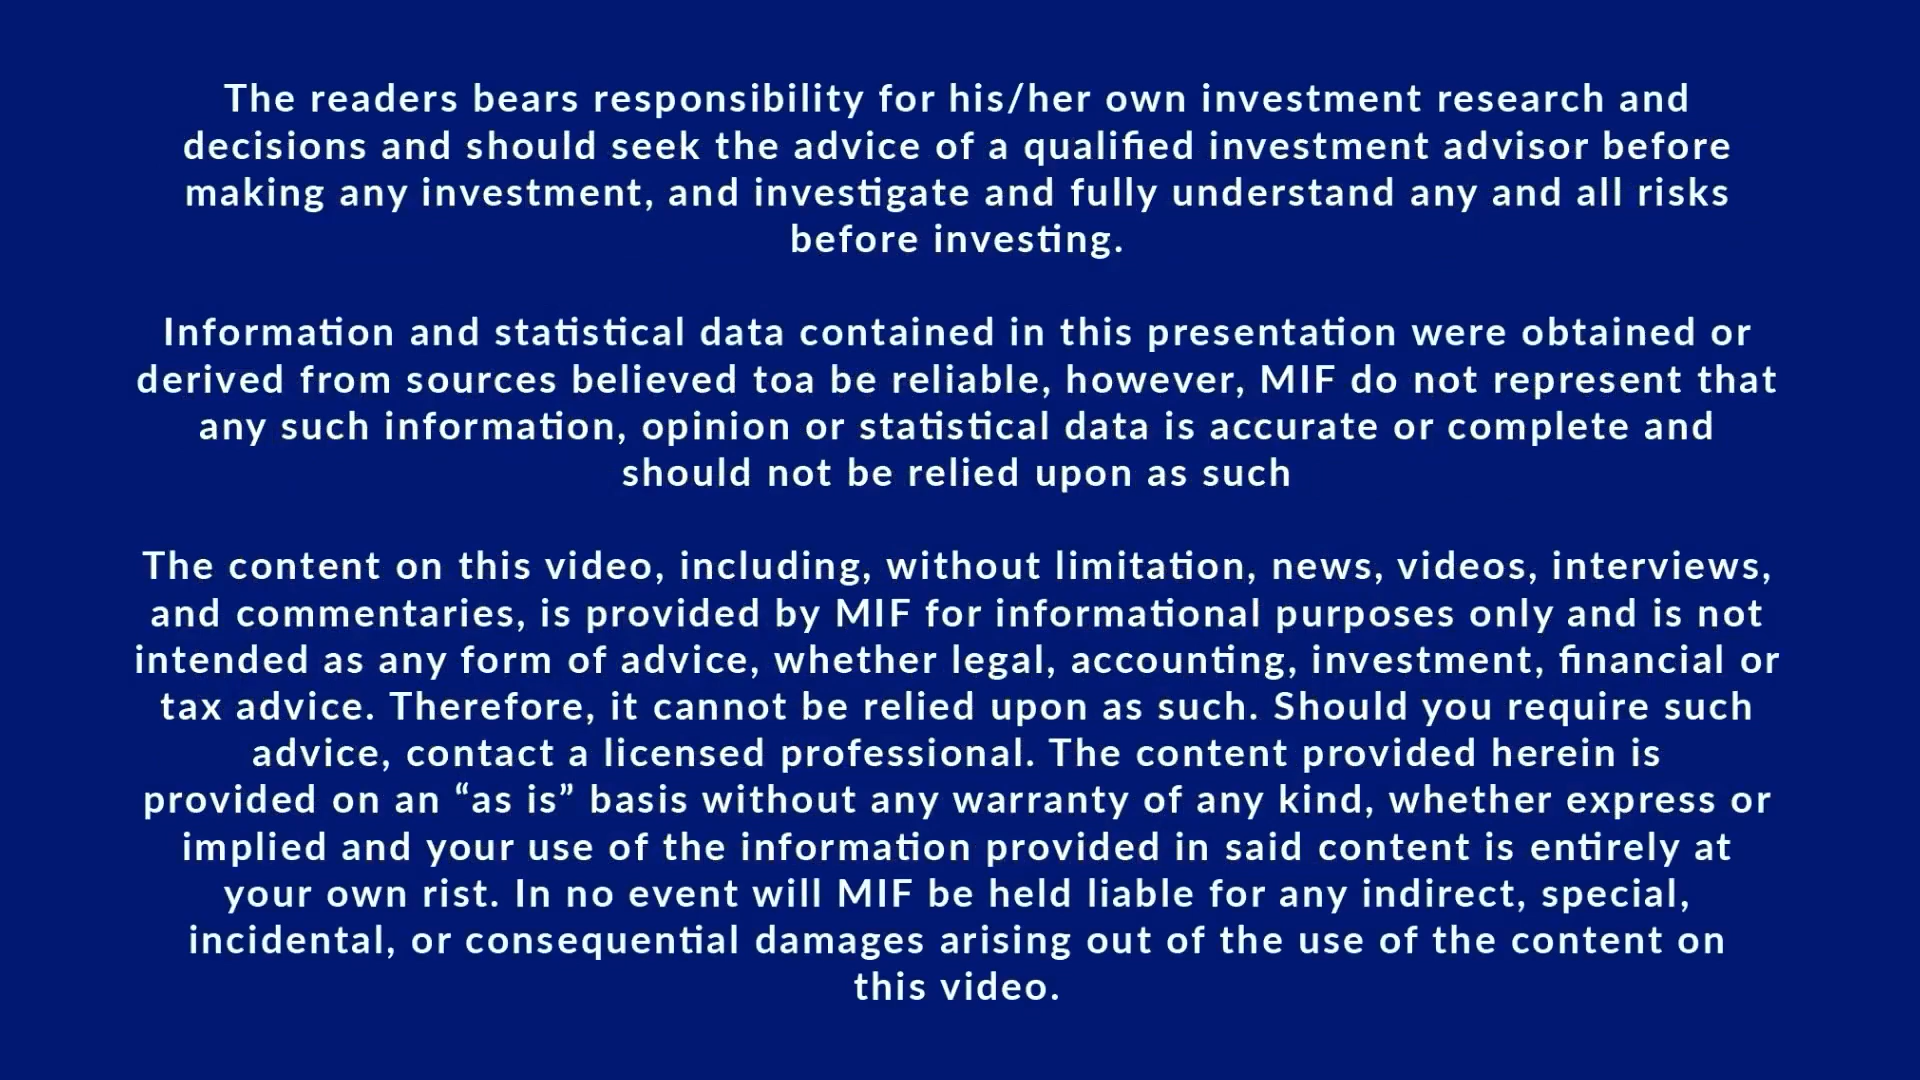 The readers bears responsibility for his/her own investment research and
decisions and should seek the advice of a qualified investment advisor before
making any investment, and investigate and fully understand any and all risks
before investing.
Information and statistical data contained in this presentation were obtained or
derived from sources believed toa be reliable, however, MIF do not represent that
any such information, opinion or statistical data is accurate or complete and
should not be relied upon as such
The content on this video, including, without limitation, news, videos, interviews,
and commentaries, is provided by MIF for informational purposes only and is not
intended as any form of advice, whether legal, accounting, investment, financial or
tax advice. Therefore, it cannot be relied upon as such. Should you require such
advice, contact a licensed professional. The content provided herein is
provided on an “as is” basis without any warranty of any kind, whether express or
implied and your use of the information provided in said content is entirely at
your own rist. In no event will MIF be held liable for any indirect, special,
incidental, or consequential damages arising out of the use of the content on
this video.